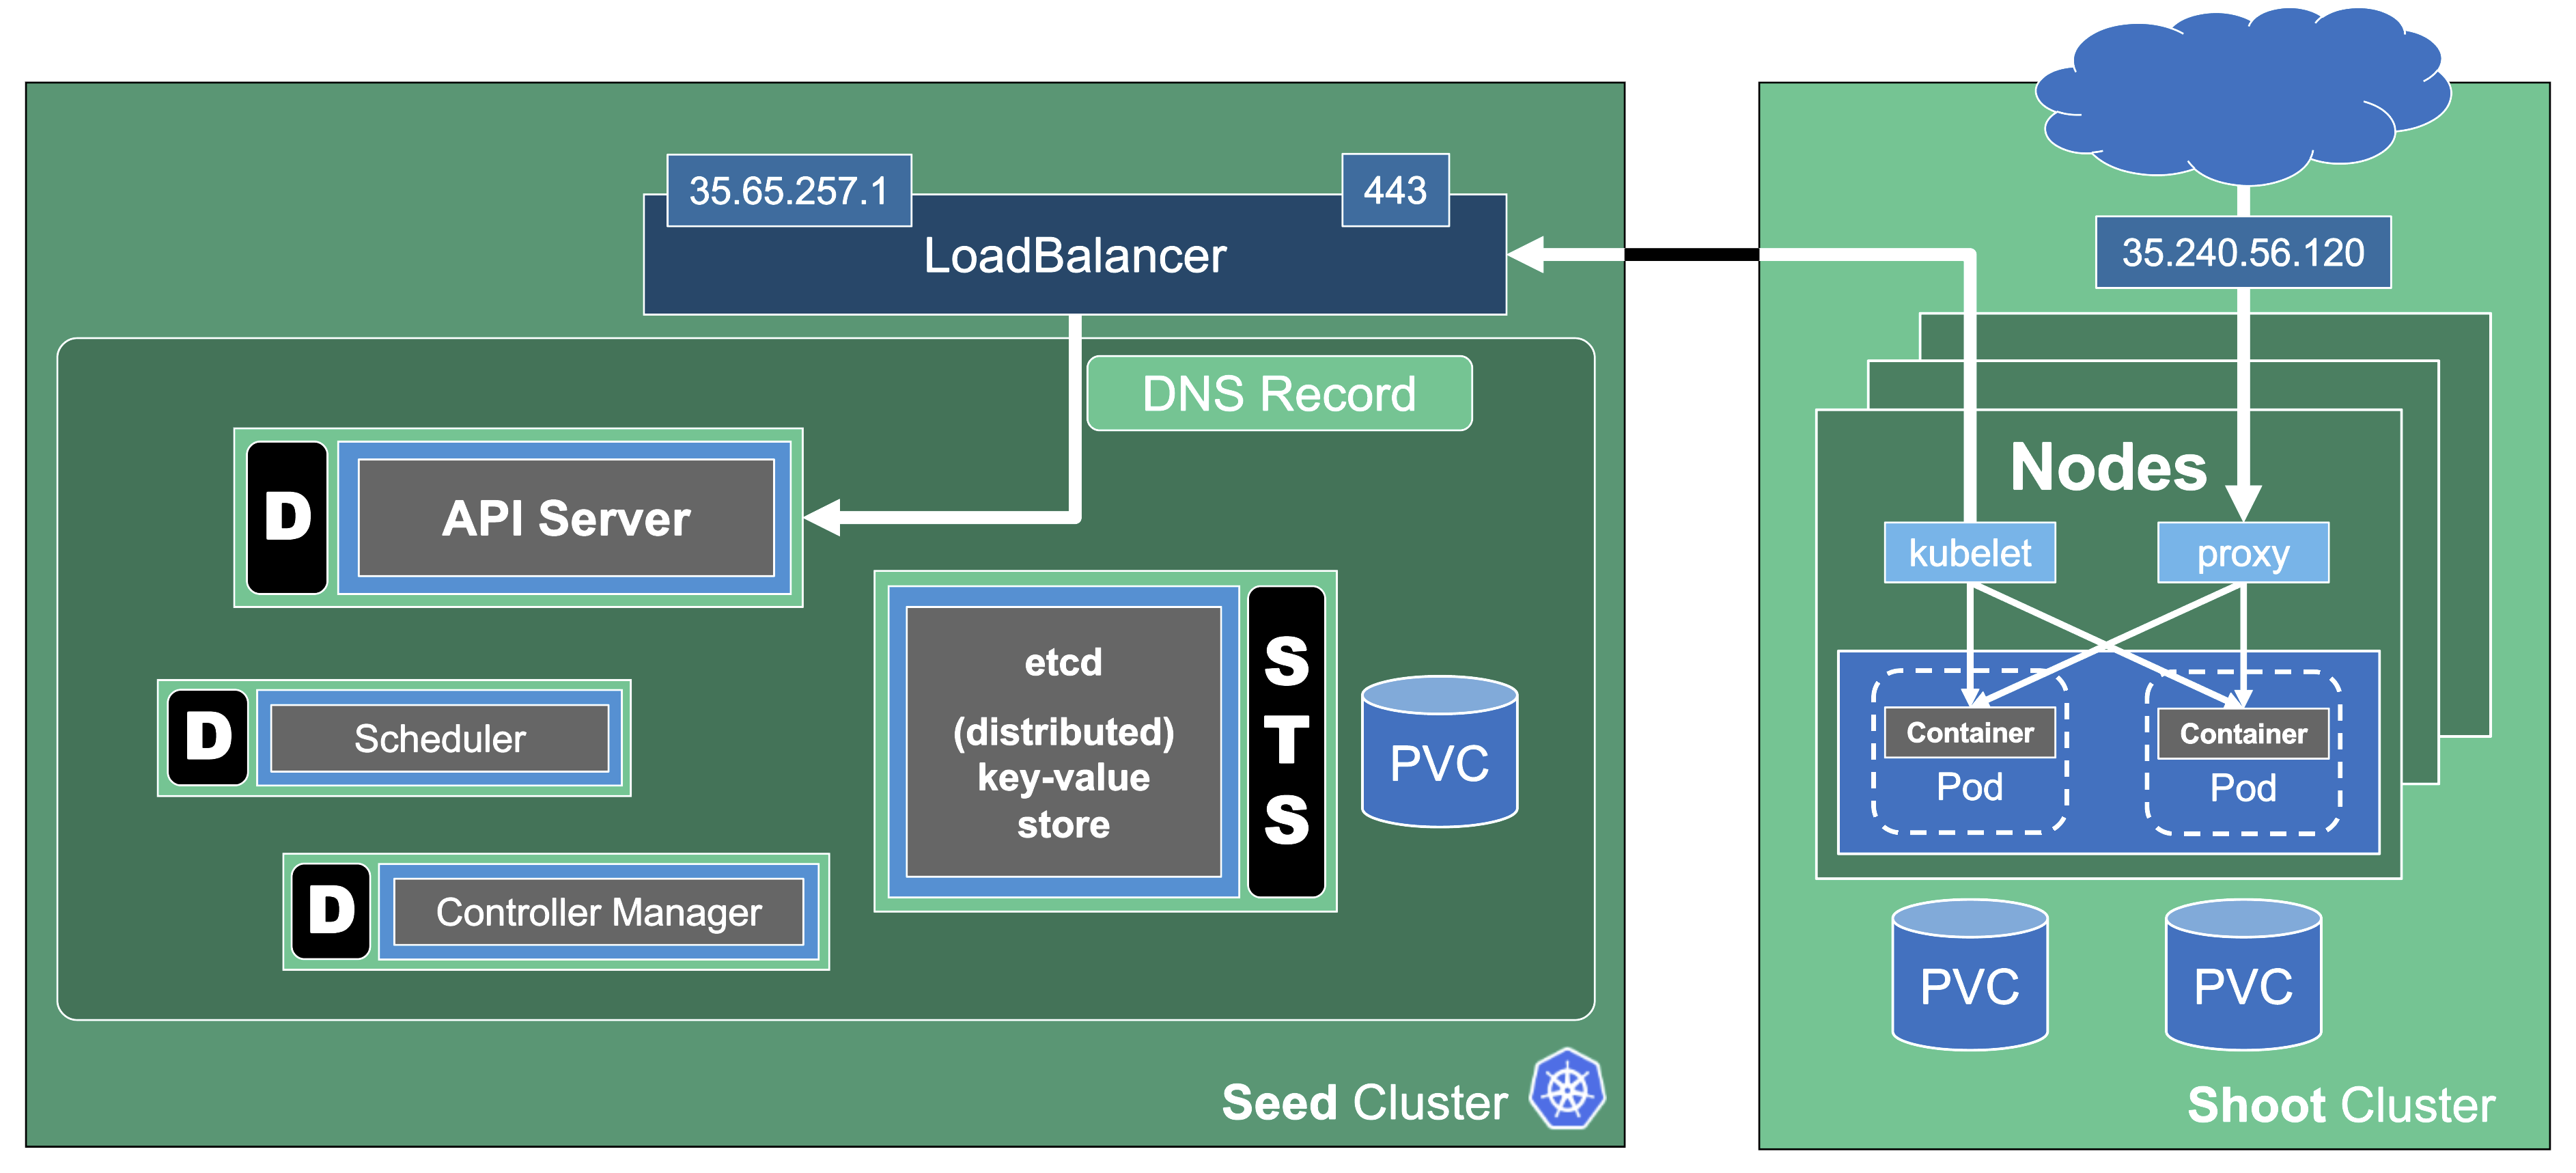 35.65.257.1
443
LoadBalancer
DNS Record
D
API Server
D
Scheduler
D
Controller Manager
etcd
(distributed)
key-value
store
S
T
S
PVC
Seed Cluster
35.240.56.120
Nodes
kubelet
proxy
Container
Pod
Container
Pod
PVC
PVC
Shoot Cluster